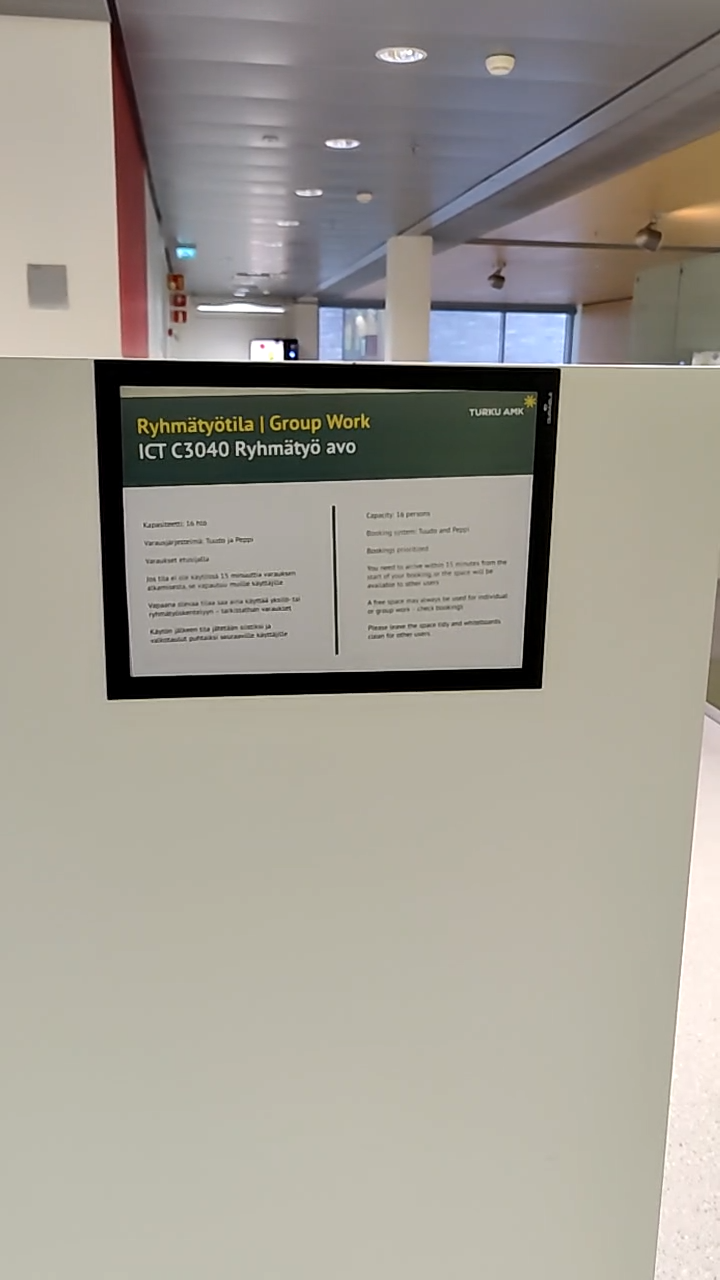 Ryhmätyötila | Group Work
ICT C3040 Ryhmätyö avo
TURKU AMK
Kapasiteetti: 16 hlö
Varausjärjestelmä: Tuudo ja Peppi
Varaukset etusijalla
Jos tila ei ole käytössä 15 minuuttia varauksen
alkamisesta, se vapautuu muille käyttäjille
Vapaana olevaa tilaa saa aina käyttää yksilö- tai
ryhmätyöskentelyyn – tarkistathan varaukset
Käytön jälkeen tila jätetään siistiksi ja
valkotaulut puhtaiksi seuraaville käyttäjille
Capacity: 16 persons
Booking system: Tuudo and Peppi
Bookings prioritized
You need to arrive within 15 minutes from the
start of your booking or the space will be
available to other users
A free space may always be used for individual
or group work - check bookings
Please leave the space tidy and whiteboards
clean for other users